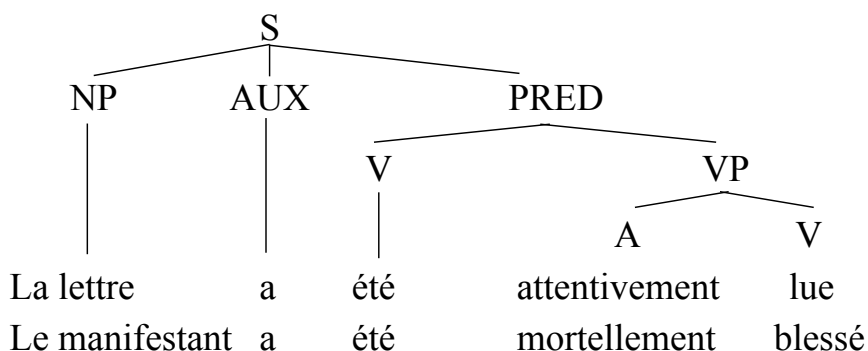 S
NP AUX PRED
V VP
A V
La lettre a été attentivement lue
Le manifestant a été mortellement blessé